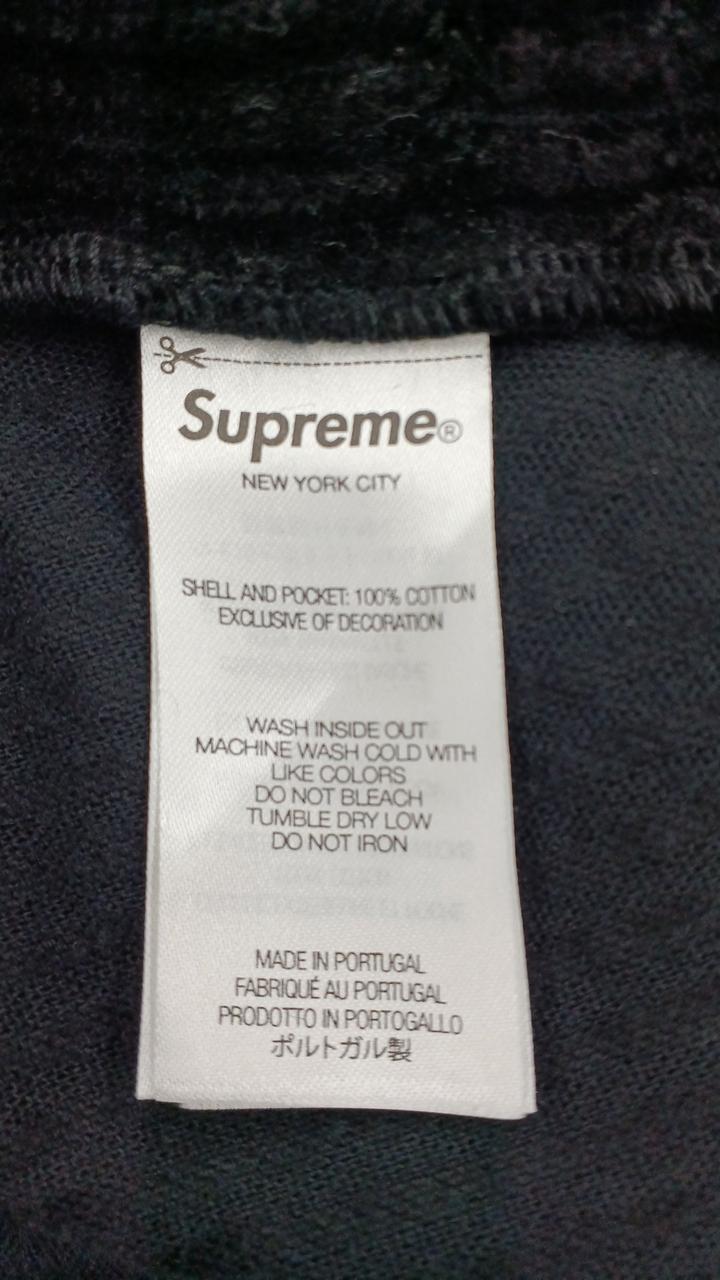 Supreme®
NEW YORK CITY
SHELL AND POCKET: 100% COTTON
EXCLUSIVE OF DECORATION
WASH INSIDE OUT
MACHINE WASH COLD WITH
LIKE COLORS
DO NOT BLEACH
TUMBLE DRY LOW
DO NOT IRON
MADE IN PORTUGAL
FABRIQUÉ AU PORTUGAL
PRODOTTO IN PORTOGALLO
ポルトガル製